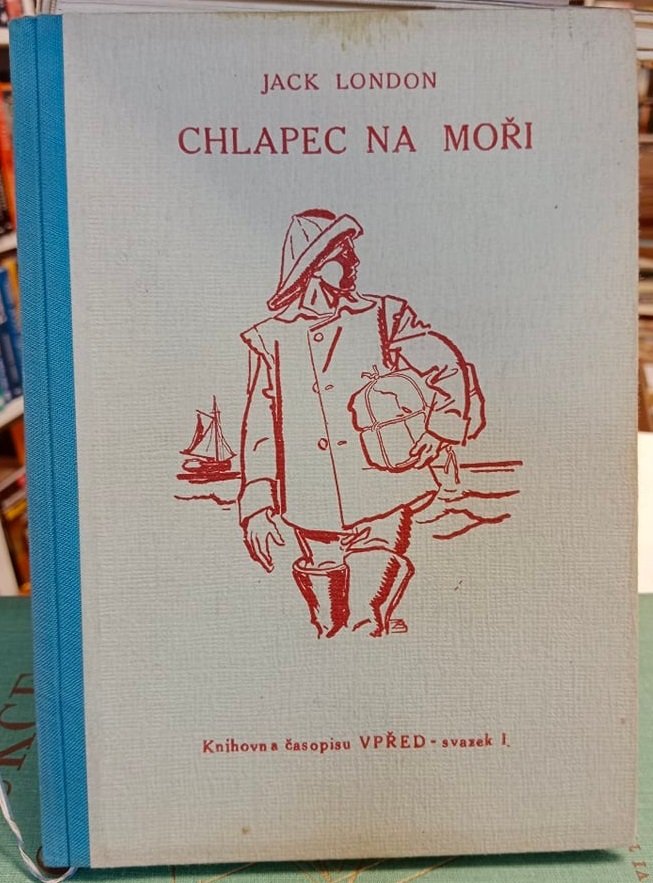 JACK LONDON
CHLAPEC NA MOŘI
Knihovna časopisu VPŘED - svazek I.